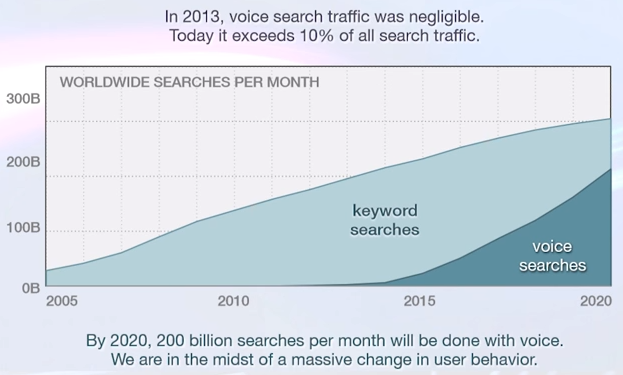 In 2013, voice search traffic was negligible.
Today it exceeds 10% of all search traffic.
WORLDWIDE SEARCHES PER MONTH
300B
200B
100B
0B
keyword
searches
voice
searches
2005
2010
2015
2020
By 2020, 200 billion searches per month will be done with voice.
We are in the midst of a massive change in user behavior.